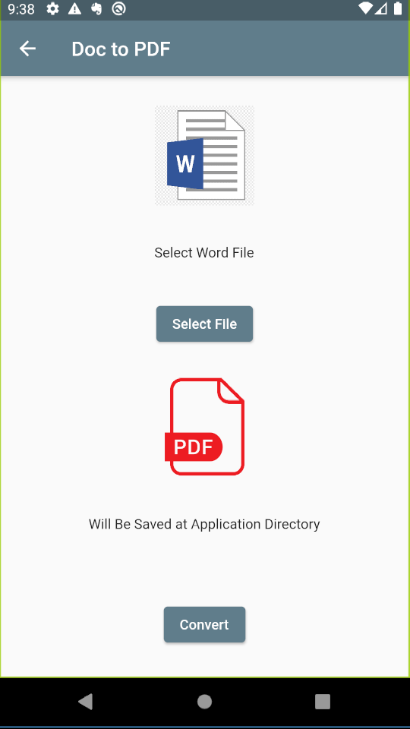 9:38
Doc to PDF
W
Select Word File
Select File
PDF
Will Be Saved at Application Directory
Convert